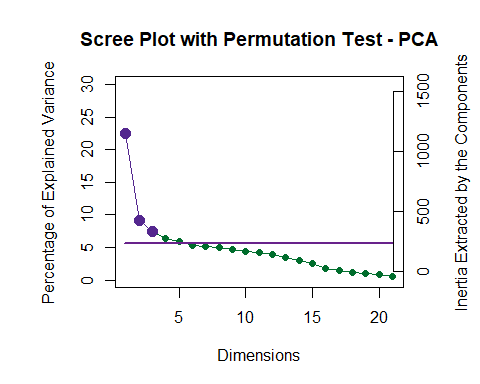 Scree Plot with Permutation Test - PCA
Percentage of Explained Variance
30
25
20
15
10
5
0
1500
1000
500
0
Inertia Extracted by the Components
5 10 15 20
Dimensions